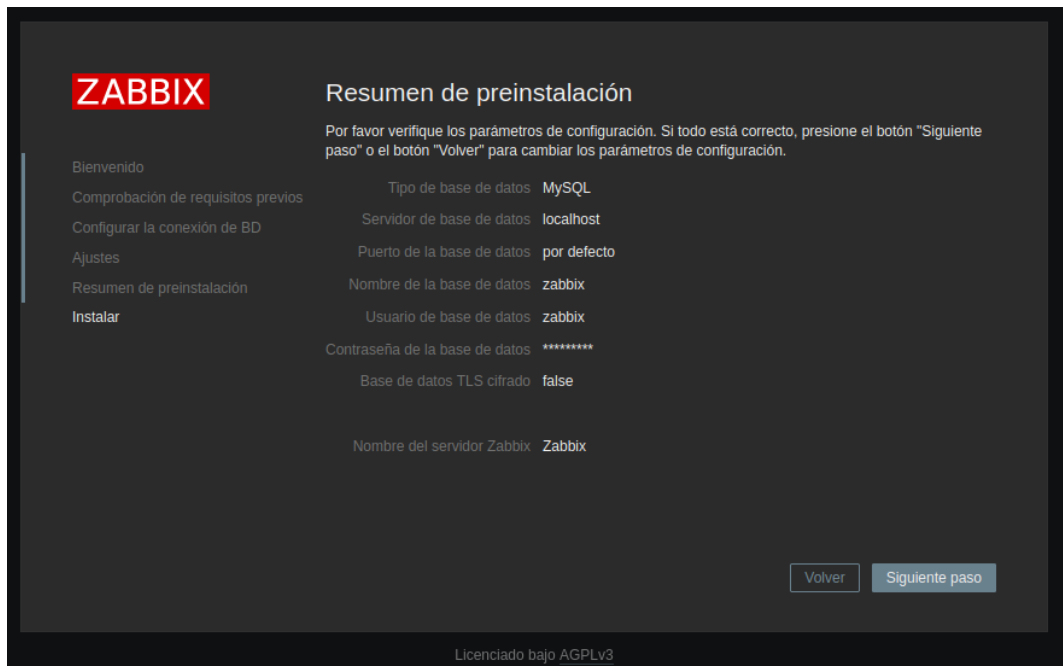 ZABBIX
Bienvenido
Comprobación de requisitos previos
Configurar la conexión de BD
Ajustes
Resumen de preinstalación
Instalar
Resumen de preinstalación
Por favor verifique los parámetros de configuración. Si todo está correcto, presione el botón "Siguiente
paso" o el botón "Volver" para cambiar los parámetros de configuración.
Tipo de base de datos MySQL
Servidor de base de datos localhost
Puerto de la base de datos por defecto
Nombre de la base de datos zabbix
Usuario de base de datos zabbix
Contraseña de la base de datos *********
Base de datos TLS cifrado false
Nombre del servidor Zabbix Zabbix
Volver Siguiente paso
Licenciado bajo AGPLv3